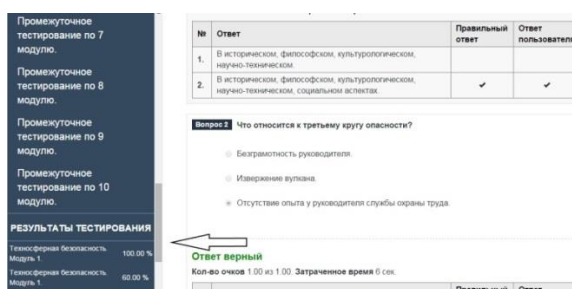 Промежуточное
тестирование по 7
модулю.
Промежуточное
тестирование по 8
модулю.
Промежуточное
тестирование по 9
модулю.
Промежуточное
тестирование по 10
модулю.
РЕЗУЛЬТАТЫ ТЕСТИРОВАНИЯ
Техносферная безопасность.
Модуль 1.
100.00 %
Техносферная безопасность.
Модуль 1.
60.00 %
№ Ответ Правильный ответ Ответ пользователя
1. В историческом, философском, культурологическом,
научно-техническом.
2. В историческом, философском, культурологическом,
научно-техническом, социальном аспектах.
Вопрос 2 Что относится к третьему кругу опасности?
Безграмотность руководителя.
Извержение вулкана.
Отсутствие опыта у руководителя службы охраны труда.
Ответ верный
Кол-во очков 1.00 из 1.00. Затраченное время 6 сек.